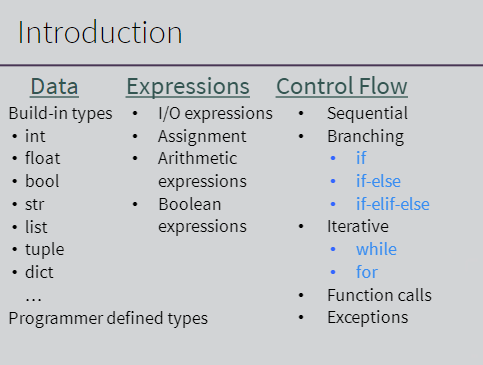 Introduction
Data
Build-in types
• int
• float
• bool
• str
• list
• tuple
• dict
…
Programmer defined types
Expressions
• I/O expressions
• Assignment
• Arithmetic
expressions
• Boolean
expressions
Control Flow
• Sequential
• Branching
• if
• if-else
• if-elif-else
• Iterative
• while
• for
• Function calls
• Exceptions